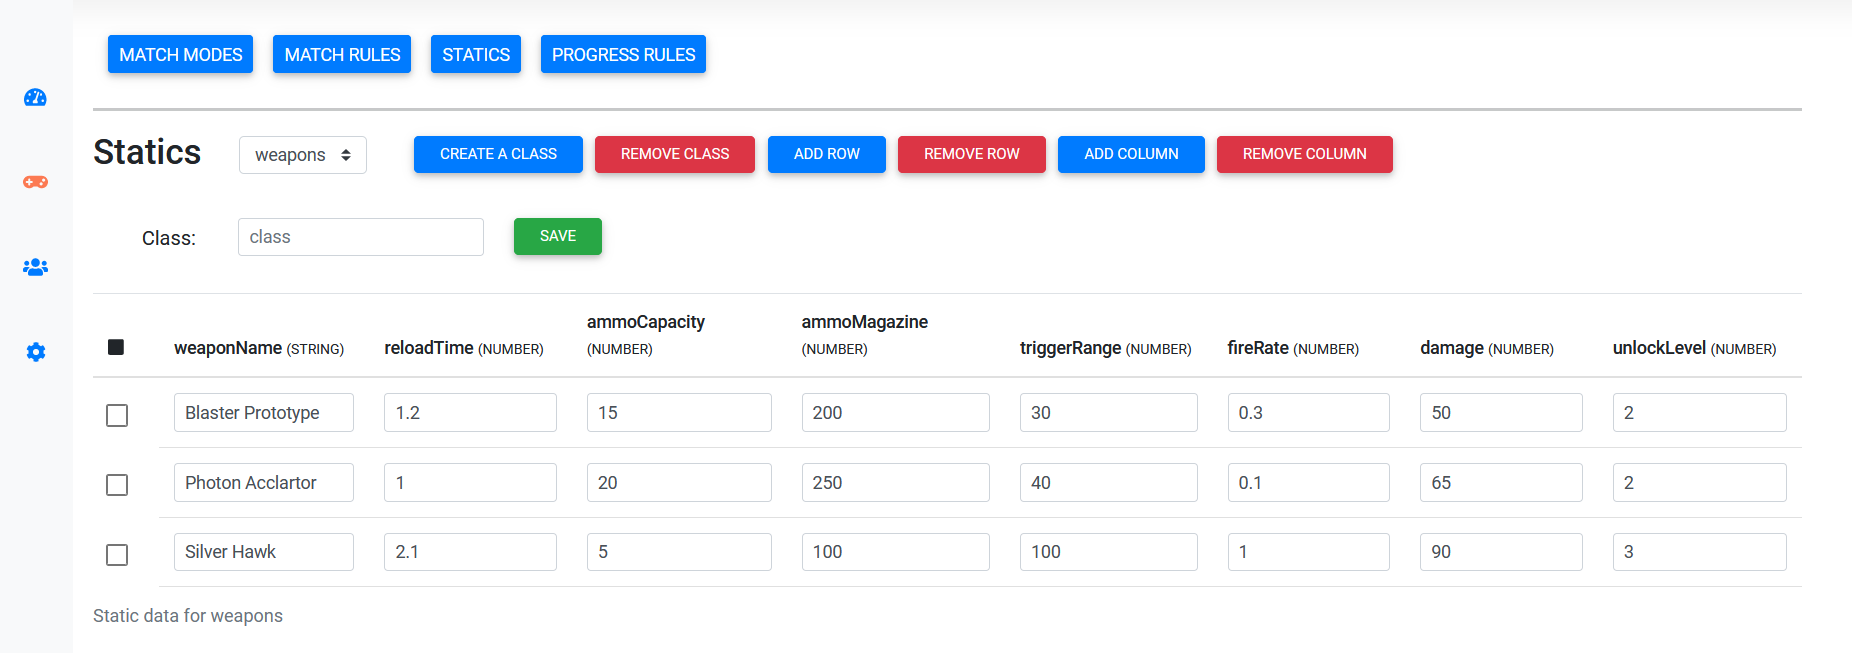 MATCH MODES MATCH RULES STATICS PROGRESS RULES
Statics weapons CREATE A CLASS REMOVE CLASS ADD ROW REMOVE ROW ADD COLUMN REMOVE COLUMN
Class: class SAVE
weaponName (STRING) reloadTime (NUMBER) ammoCapacity (NUMBER) ammoMagazine (NUMBER) triggerRange (NUMBER) fireRate (NUMBER) damage (NUMBER) unlockLevel (NUMBER)
Blaster Prototype 1.2 15 200 30 0.3 50 2
Photon Acclartor 1 20 250 40 0.1 65 2
Silver Hawk 2.1 5 100 100 1 90 3
Static data for weapons